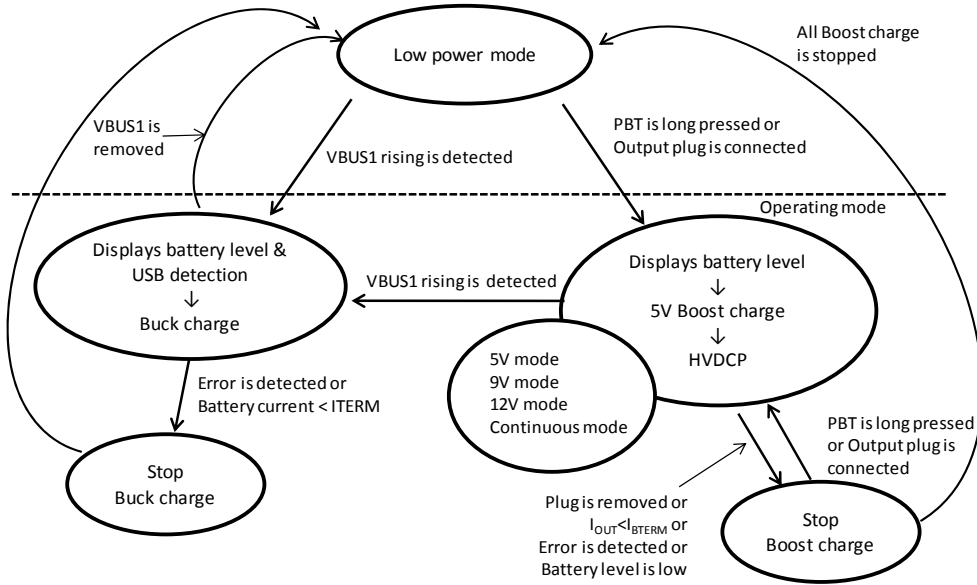 Low power mode
All Boost charge
is stopped
VBUS1 is
removed
VBUS1 rising is detected
PBT is long pressed or
Output plug is connected
Operating mode
Displays battery level &
USB detection
↓
Buck charge
VBUS1 rising is detected
Displays battery level
↓
5V Boost charge
↓
HVDCP
5V mode
9V mode
12V mode
Continuous mode
Error is detected or
Battery current < ITERM
PBT is long pressed
or Output plug is
connected
Stop
Buck charge
Plug is removed or
I_OUT<I_BTERM or
Error is detected or
Battery level is low
Stop
Boost charge